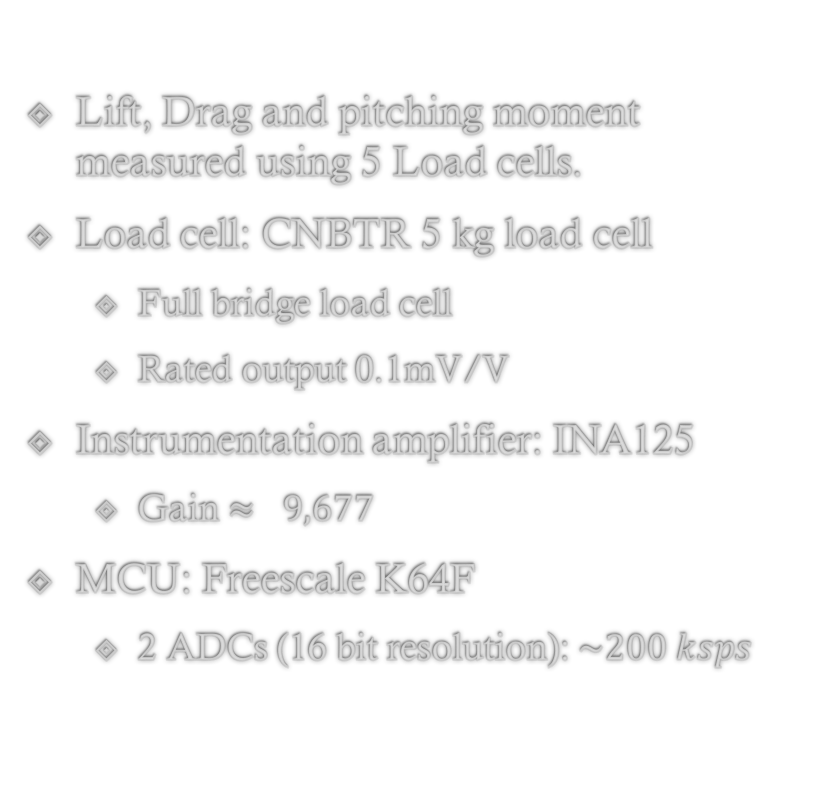 Lift, Drag and pitching moment
measured using 5 Load cells.
Load cell: CNBTR 5 kg load cell
Full bridge load cell
Rated output 0.1mV/V
Instrumentation amplifier: INA125
Gain ≈ 9,677
MCU: Freescale K64F
2 ADCs (16 bit resolution): ~200 ksps